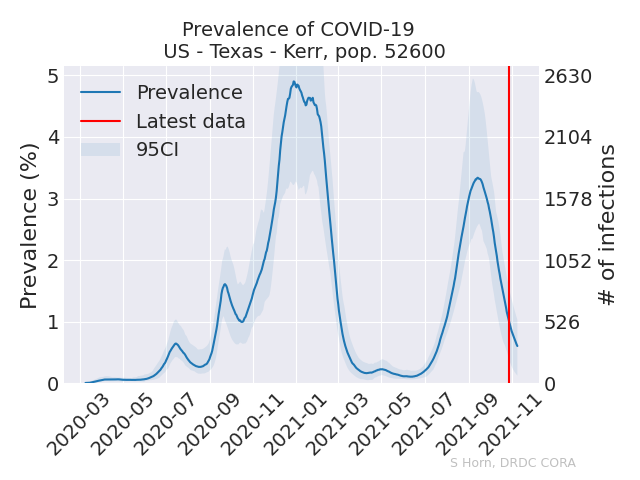 Prevalence of COVID-19
US - Texas - Kerr, pop. 52600
Prevalence (%)
5
4
3
2
1
0
Prevalence
Latest data
95CI
2630
2104
1578
1052
526
0
# of infections
2020-03
2020-05
2020-07
2020-09
2020-11
2021-01
2021-03
2021-05
2021-07
2021-09
2021-11
S Horn, DRDC CORA